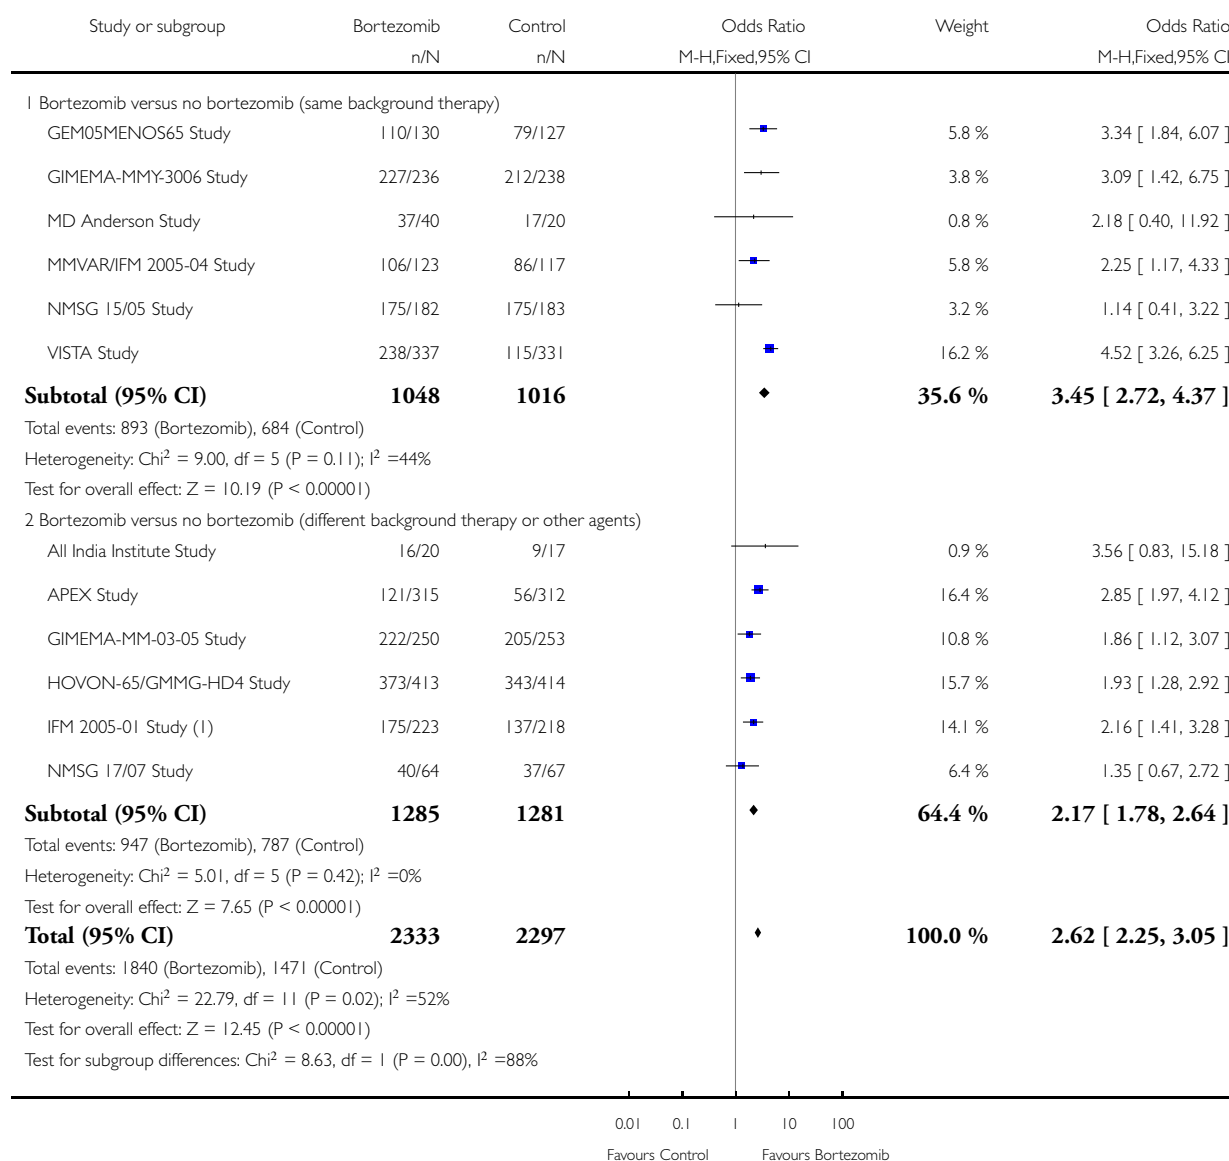 Study or subgroup Bortezomib Control Odds Ratio Weight Odds Ratio
n/N n/N M-H,Fixed,95% CI M-H,Fixed,95% CI
1 Bortezomib versus no bortezomib (same background therapy)
GEM05MENOS65 Study 110/130 79/127 5.8 % 3.34 [ 1.84, 6.07 ]
GIMEMA-MMY-3006 Study 227/236 212/238 3.8 % 3.09 [ 1.42, 6.75 ]
MD Anderson Study 37/40 17/20 0.8 % 2.18 [ 0.40, 11.92 ]
MMVAR/IFM 2005-04 Study 106/123 86/117 5.8 % 2.25 [ 1.17, 4.33 ]
NMSG 15/05 Study 175/182 175/183 3.2 % 1.14 [ 0.41, 3.22 ]
VISTA Study 238/337 115/331 16.2 % 4.52 [ 3.26, 6.25 ]
Subtotal (95% CI) 1048 1016 35.6 % 3.45 [ 2.72, 4.37 ]
Total events: 893 (Bortezomib), 684 (Control)
Heterogeneity: Chi² = 9.00, df = 5 (P = 0.11); I² =44%
Test for overall effect: Z = 10.19 (P < 0.00001)
2 Bortezomib versus no bortezomib (different background therapy or other agents)
All India Institute Study 16/20 9/17 0.9 % 3.56 [ 0.83, 15.18 ]
APEX Study 121/315 56/312 16.4 % 2.85 [ 1.97, 4.12 ]
GIMEMA-MM-03-05 Study 222/250 205/253 10.8 % 1.86 [ 1.12, 3.07 ]
HOVON-65/GMMG-HD4 Study 373/413 343/414 15.7 % 1.93 [ 1.28, 2.92 ]
IFM 2005-01 Study (1) 175/223 137/218 14.1 % 2.16 [ 1.41, 3.28 ]
NMSG 17/07 Study 40/64 37/67 6.4 % 1.35 [ 0.67, 2.72 ]
Subtotal (95% CI) 1285 1281 64.4 % 2.17 [ 1.78, 2.64 ]
Total events: 947 (Bortezomib), 787 (Control)
Heterogeneity: Chi² = 5.01, df = 5 (P = 0.42); I² =0%
Test for overall effect: Z = 7.65 (P < 0.00001)
Total (95% CI) 2333 2297 100.0 % 2.62 [ 2.25, 3.05 ]
Total events: 1840 (Bortezomib), 1471 (Control)
Heterogeneity: Chi² = 22.79, df = 11 (P = 0.02); I² =52%
Test for overall effect: Z = 12.45 (P < 0.00001)
Test for subgroup differences: Chi² = 8.63, df = 1 (P = 0.00), I² =88%
0.01 0.1 1 10 100
Favours Control Favours Bortezomib